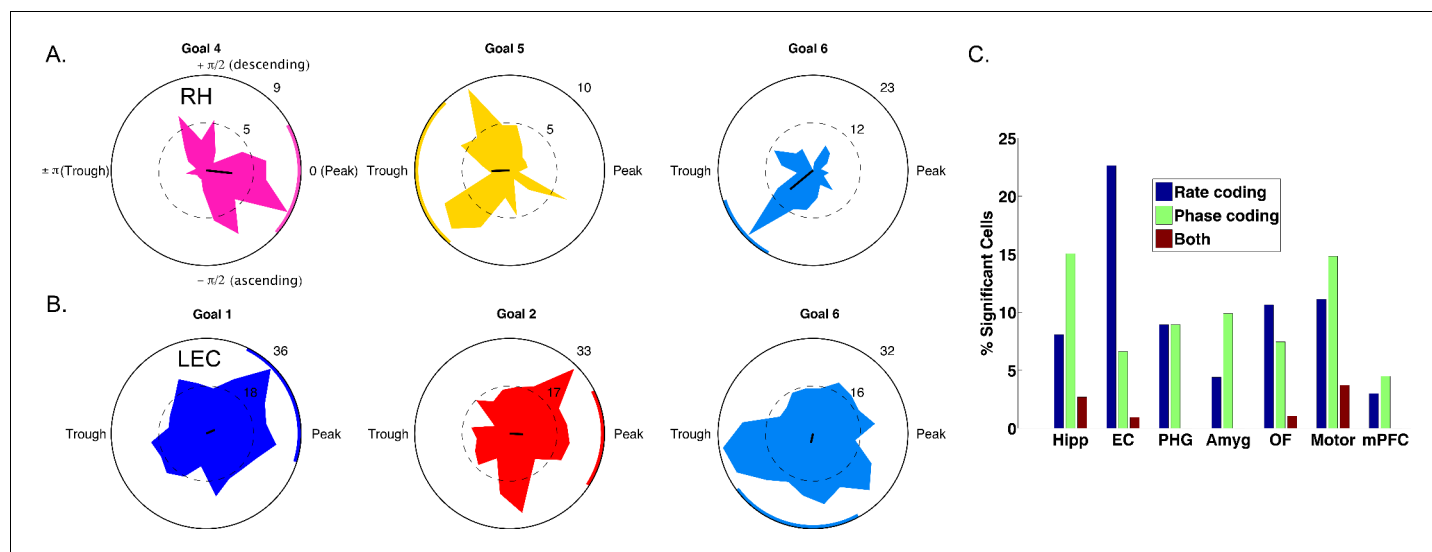 A.
Goal 4
+ π/2 (descending)
RH
9
5
± π(Trough)
0 (Peak)
− π/2 (ascending)
Goal 5
10
5
Trough
Peak
Goal 6
23
12
Trough
Peak
B.
Goal 1
LEC
36
18
Trough
Peak
Goal 2
33
17
Trough
Peak
Goal 6
32
16
Trough
Peak
C.
% Significant Cells
25
20
15
10
5
0
Rate coding
Phase coding
Both
Hipp EC PHG Amyg OF Motor mPFC